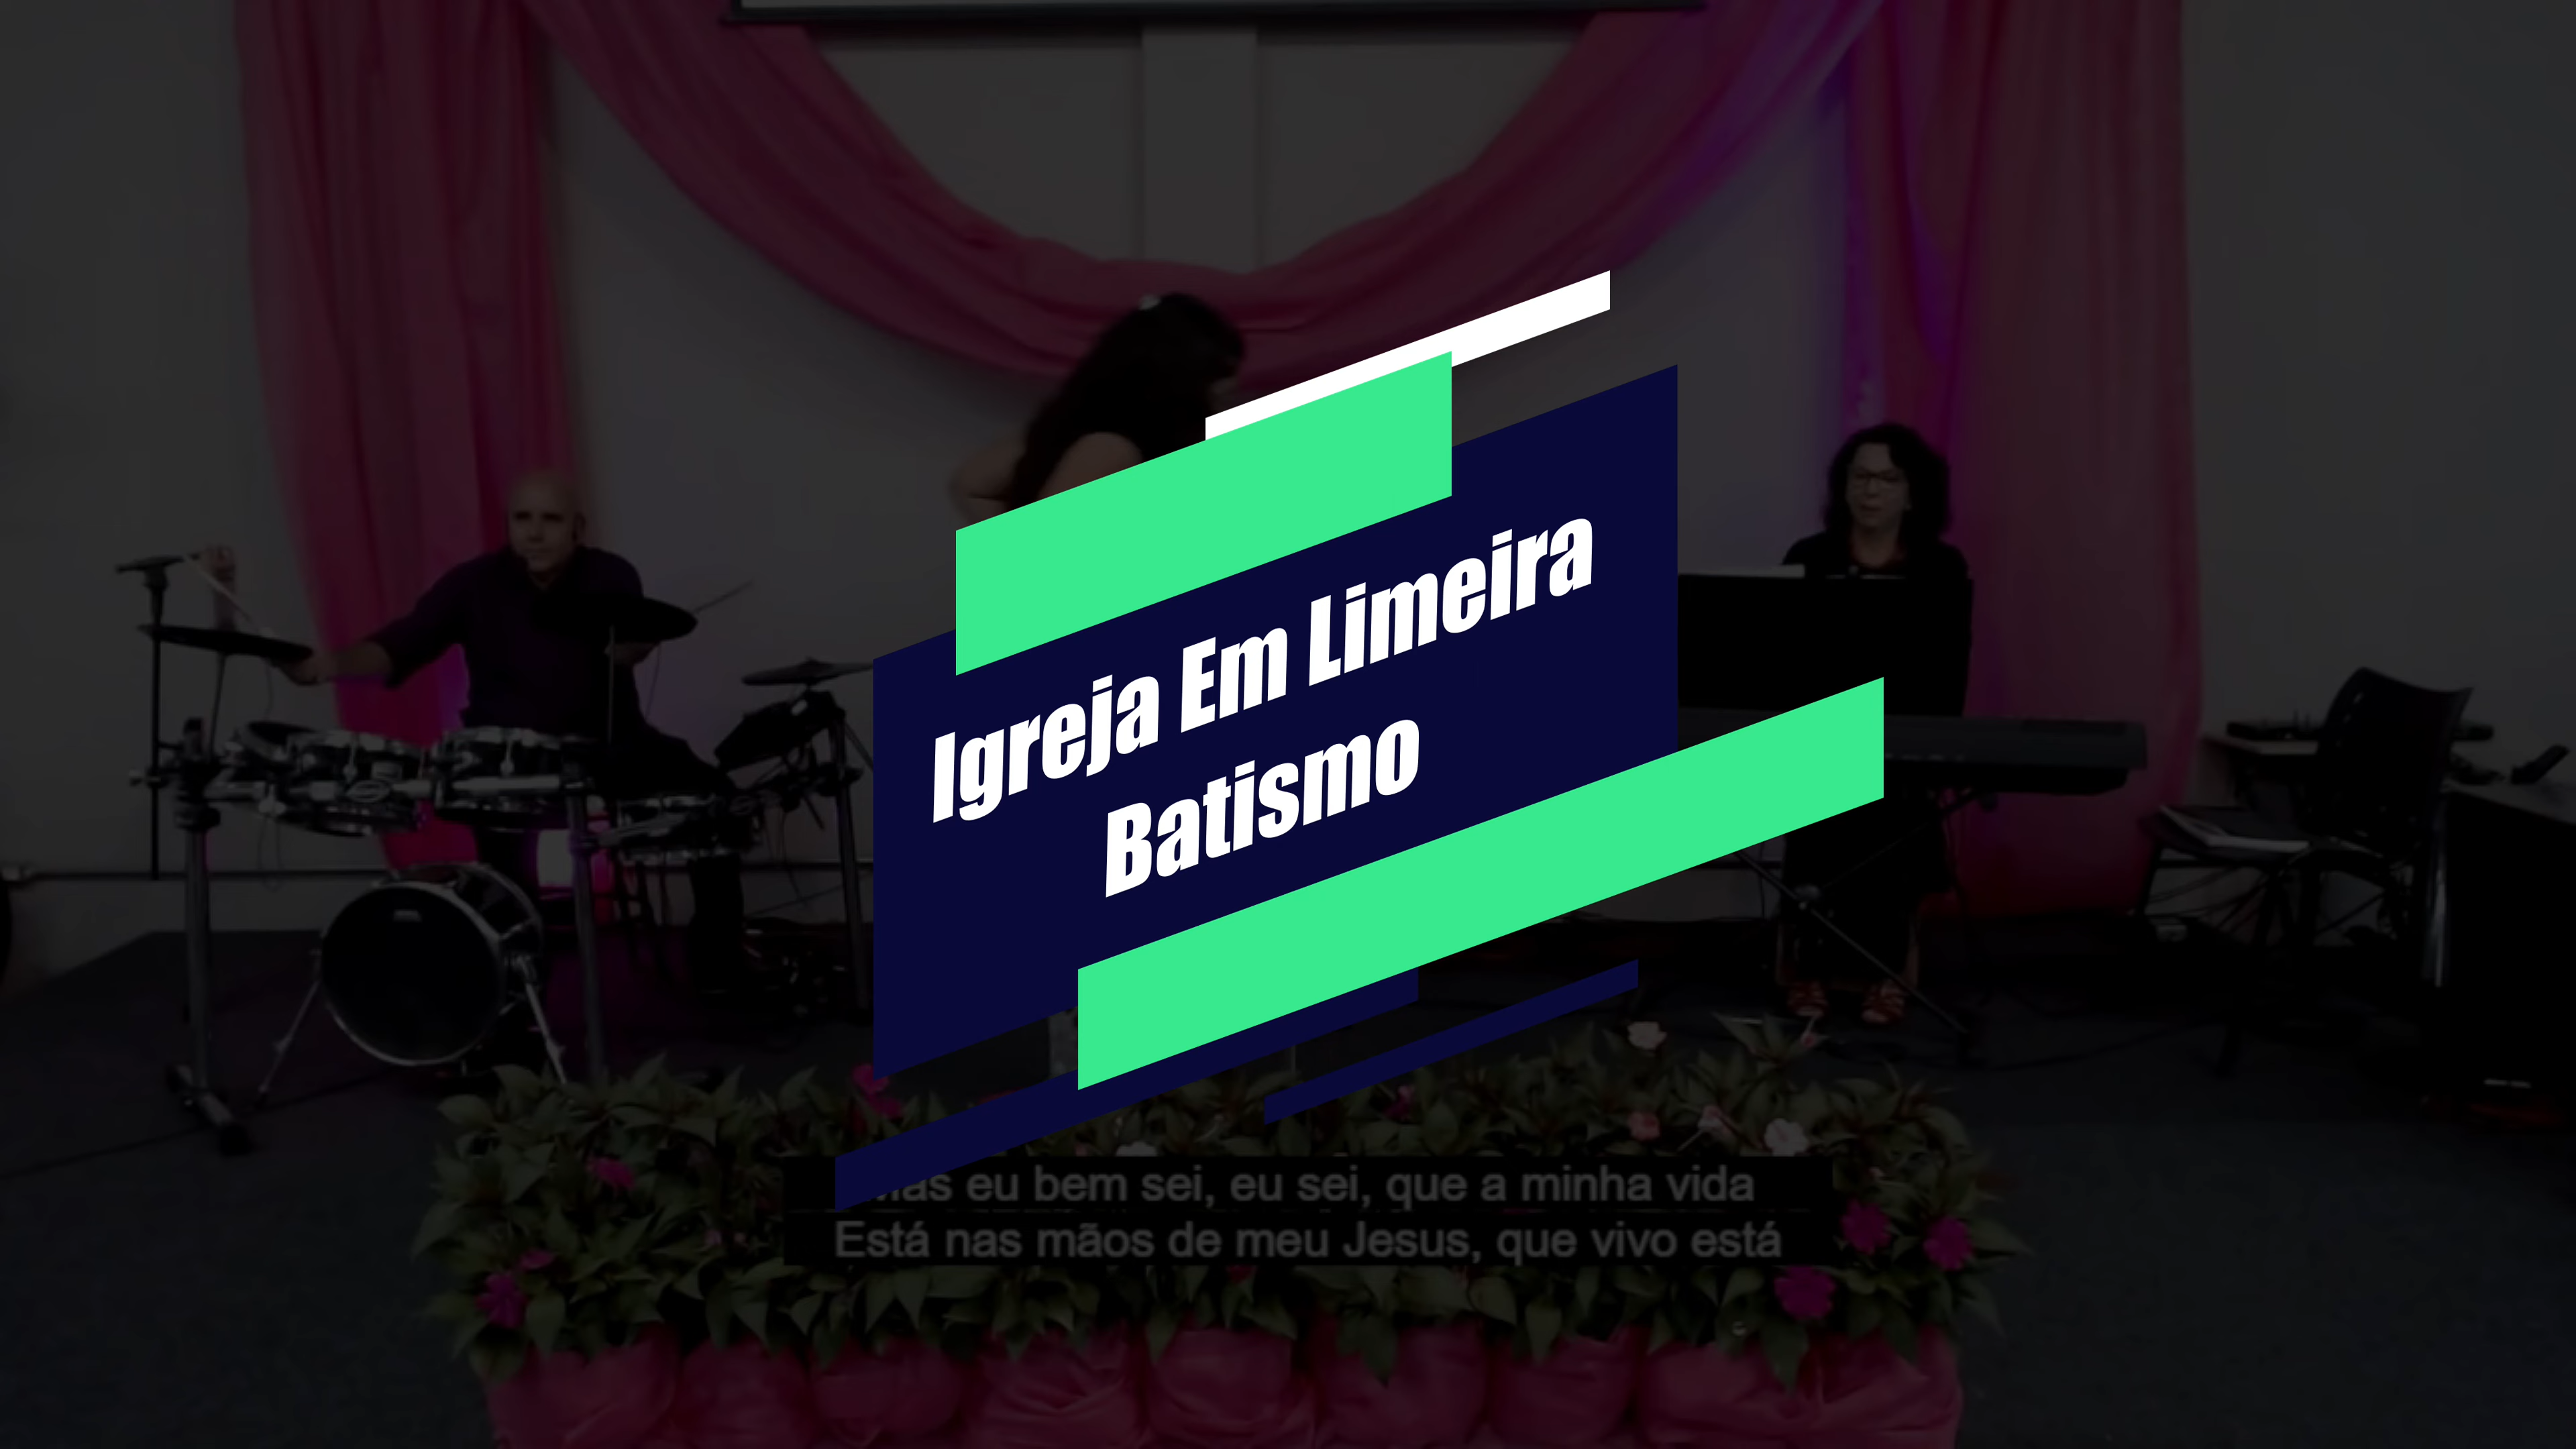 Igreja Em Limeira
Batismo
eu bem sei, eu sei, que a minha vida
Está nas mãos de meu Jesus, que vivo está